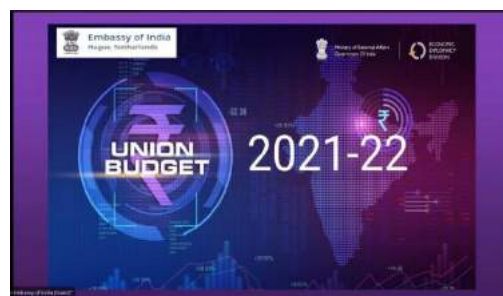 Embassy of India
Hague, Netherlands
Ministry of External Affairs
Government Of India
ECONOMIC
DIPLOMACY
DIVISION
₹
₹
UNION
BUDGET
2021-22